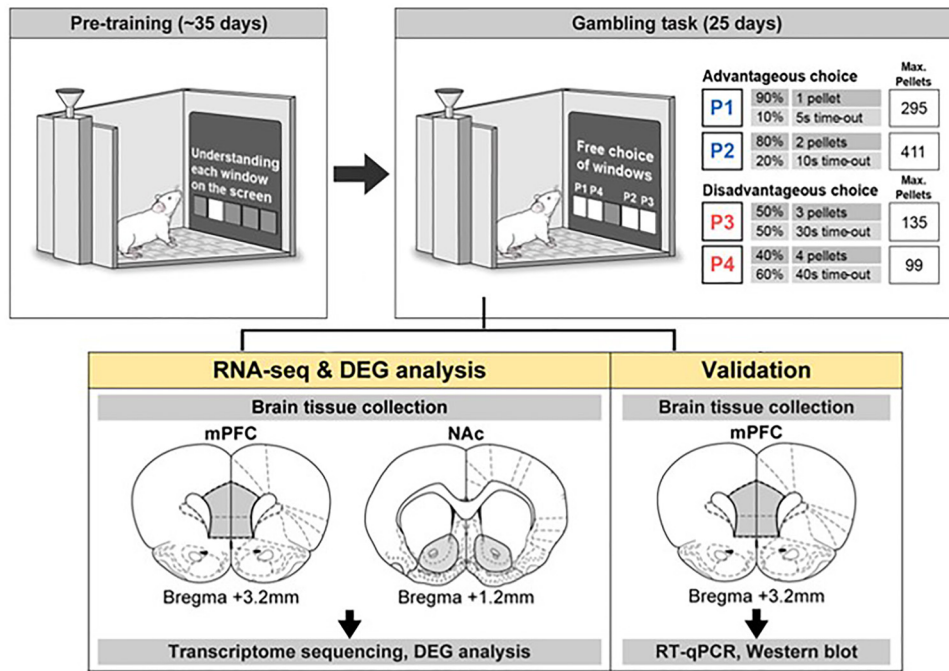 Pre-training (~35 days)
Understanding
each window
on the screen
Gambling task (25 days)
Free choice
of windows
P1 P4
P2 P3
Max.
Pellets
Advantageous choice
P1
90% 1 pellet
10% 5s time-out
295
P2
80% 2 pellets
20% 10s time-out
411
Disadvantageous choice
Max.
Pellets
P3
50% 3 pellets
50% 30s time-out
135
P4
40% 4 pellets
60% 40s time-out
99
RNA-seq & DEG analysis
Brain tissue collection
mPFC
NAc
Bregma +3.2mm
Bregma +1.2mm
Transcriptome sequencing, DEG analysis
Validation
Brain tissue collection
mPFC
Bregma +3.2mm
RT-qPCR, Western blot